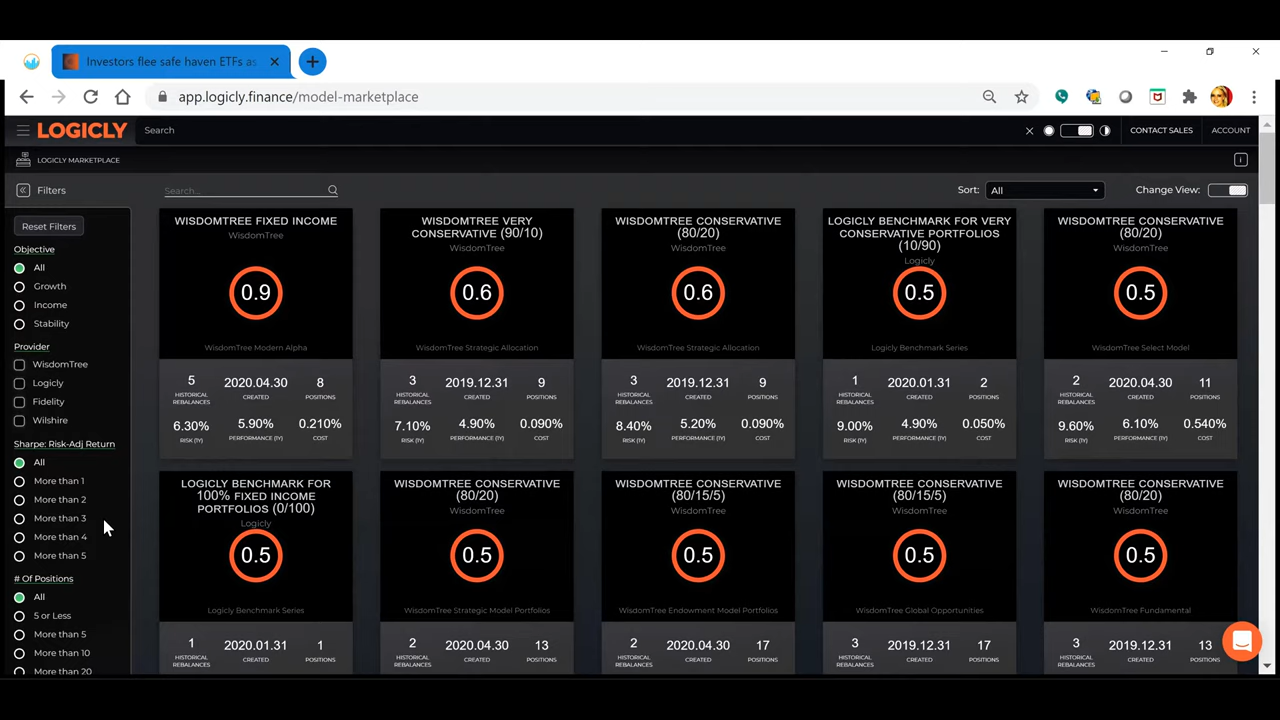 Investors flee safe haven ETFs as
app.logicly.finance/model-marketplace
LOGICLY
Search
CONTACT SALES
ACCOUNT
LOGICLY MARKETPLACE
Filters
Search...
Sort:
All
Change View:
Reset Filters
Objective
All
Growth
Income
Stability
Provider
WisdomTree
Logicly
Fidelity
Wilshire
Sharpe: Risk-Adj Return
All
More than 1
More than 2
More than 3
More than 4
More than 5
# Of Positions
All
5 or Less
More than 5
More than 10
More than 20
WISDOMTREE FIXED INCOME
WisdomTree
0.9
WisdomTree Modern Alpha
5
HISTORICAL
REBALANCES
2020.04.30
CREATED
8
POSITIONS
6.30%
RISK (1Y)
5.90%
PERFORMANCE (1Y)
0.210%
COST
WISDOMTREE VERY
CONSERVATIVE (90/10)
WisdomTree
0.6
WisdomTree Strategic Allocation
3
HISTORICAL
REBALANCES
2019.12.31
CREATED
9
POSITIONS
7.10%
RISK (1Y)
4.90%
PERFORMANCE (1Y)
0.090%
COST
WISDOMTREE CONSERVATIVE
(80/20)
WisdomTree
0.6
WisdomTree Strategic Allocation
3
HISTORICAL
REBALANCES
2019.12.31
CREATED
9
POSITIONS
8.40%
RISK (1Y)
5.20%
PERFORMANCE (1Y)
0.090%
COST
LOGICLY BENCHMARK FOR VERY
CONSERVATIVE PORTFOLIOS
(10/90)
Logicly
0.5
Logicly Benchmark Series
1
HISTORICAL
REBALANCES
2020.01.31
CREATED
2
POSITIONS
9.00%
RISK (1Y)
4.90%
PERFORMANCE (1Y)
0.050%
COST
WISDOMTREE CONSERVATIVE
(80/20)
WisdomTree
0.5
WisdomTree Select Model
2
HISTORICAL
REBALANCES
2020.04.30
CREATED
11
POSITIONS
9.60%
RISK (1Y)
6.10%
PERFORMANCE (1Y)
0.540%
COST
LOGICLY BENCHMARK FOR
100% FIXED INCOME
PORTFOLIOS (0/100)
Logicly
0.5
Logicly Benchmark Series
1
HISTORICAL
REBALANCES
2020.01.31
CREATED
1
POSITIONS
WISDOMTREE CONSERVATIVE
(80/20)
WisdomTree
0.5
WisdomTree Strategic Model Portfolios
2
HISTORICAL
REBALANCES
2020.04.30
CREATED
13
POSITIONS
WISDOMTREE CONSERVATIVE
(80/15/5)
WisdomTree
0.5
WisdomTree Endowment Model Portfolios
2
HISTORICAL
REBALANCES
2020.04.30
CREATED
17
POSITIONS
WISDOMTREE CONSERVATIVE
(80/15/5)
WisdomTree
0.5
WisdomTree Global Opportunities
3
HISTORICAL
REBALANCES
2019.12.31
CREATED
17
POSITIONS
WISDOMTREE CONSERVATIVE
(80/20)
WisdomTree
0.5
WisdomTree Fundamental
3
HISTORICAL
REBALANCES
2019.12.31
CREATED
13
POSITIONS